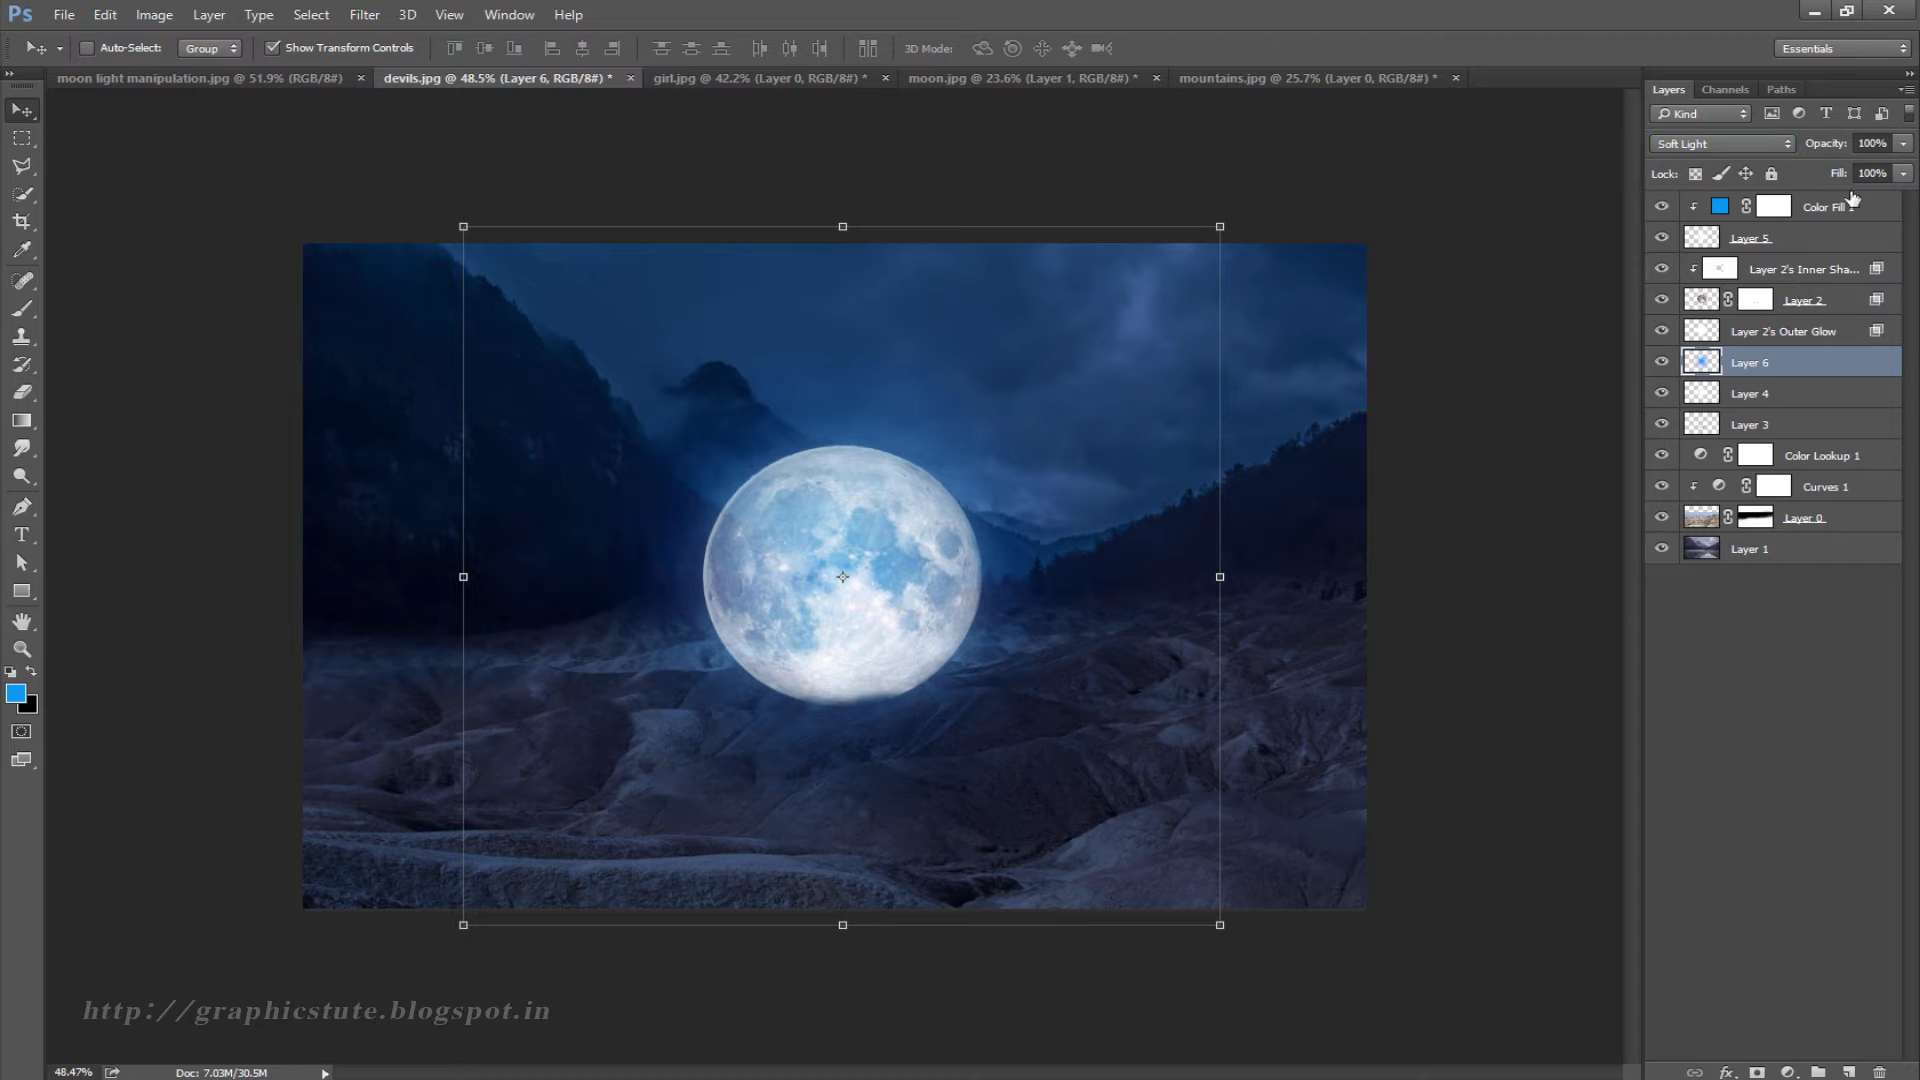 Ps File Edit Image Layer Type Select Filter 3D View Window Help
Auto-Select: Group Show Transform Controls 3D Mode: Essentials
moon light manipulation.jpg @ 51.9% (RGB/8#) devils.jpg @ 48.5% (Layer 6, RGB/8#) * girl.jpg @ 42.2% (Layer 0, RGB/8#) * moon.jpg @ 23.6% (Layer 1, RGB/8#) * mountains.jpg @ 25.7% (Layer 0, RGB/8#) *
Layers Channels Paths
Kind
Soft Light Opacity: 100%
Lock: Fill: 100%
Color Fill 1
Layer 5
Layer 2's Inner Sha...
Layer 2
Layer 2's Outer Glow
Layer 6
Layer 4
Layer 3
Color Lookup 1
Curves 1
Layer 0
Layer 1
http://graphicstute.blogspot.in
48.47% Doc: 7.03M/30.5M